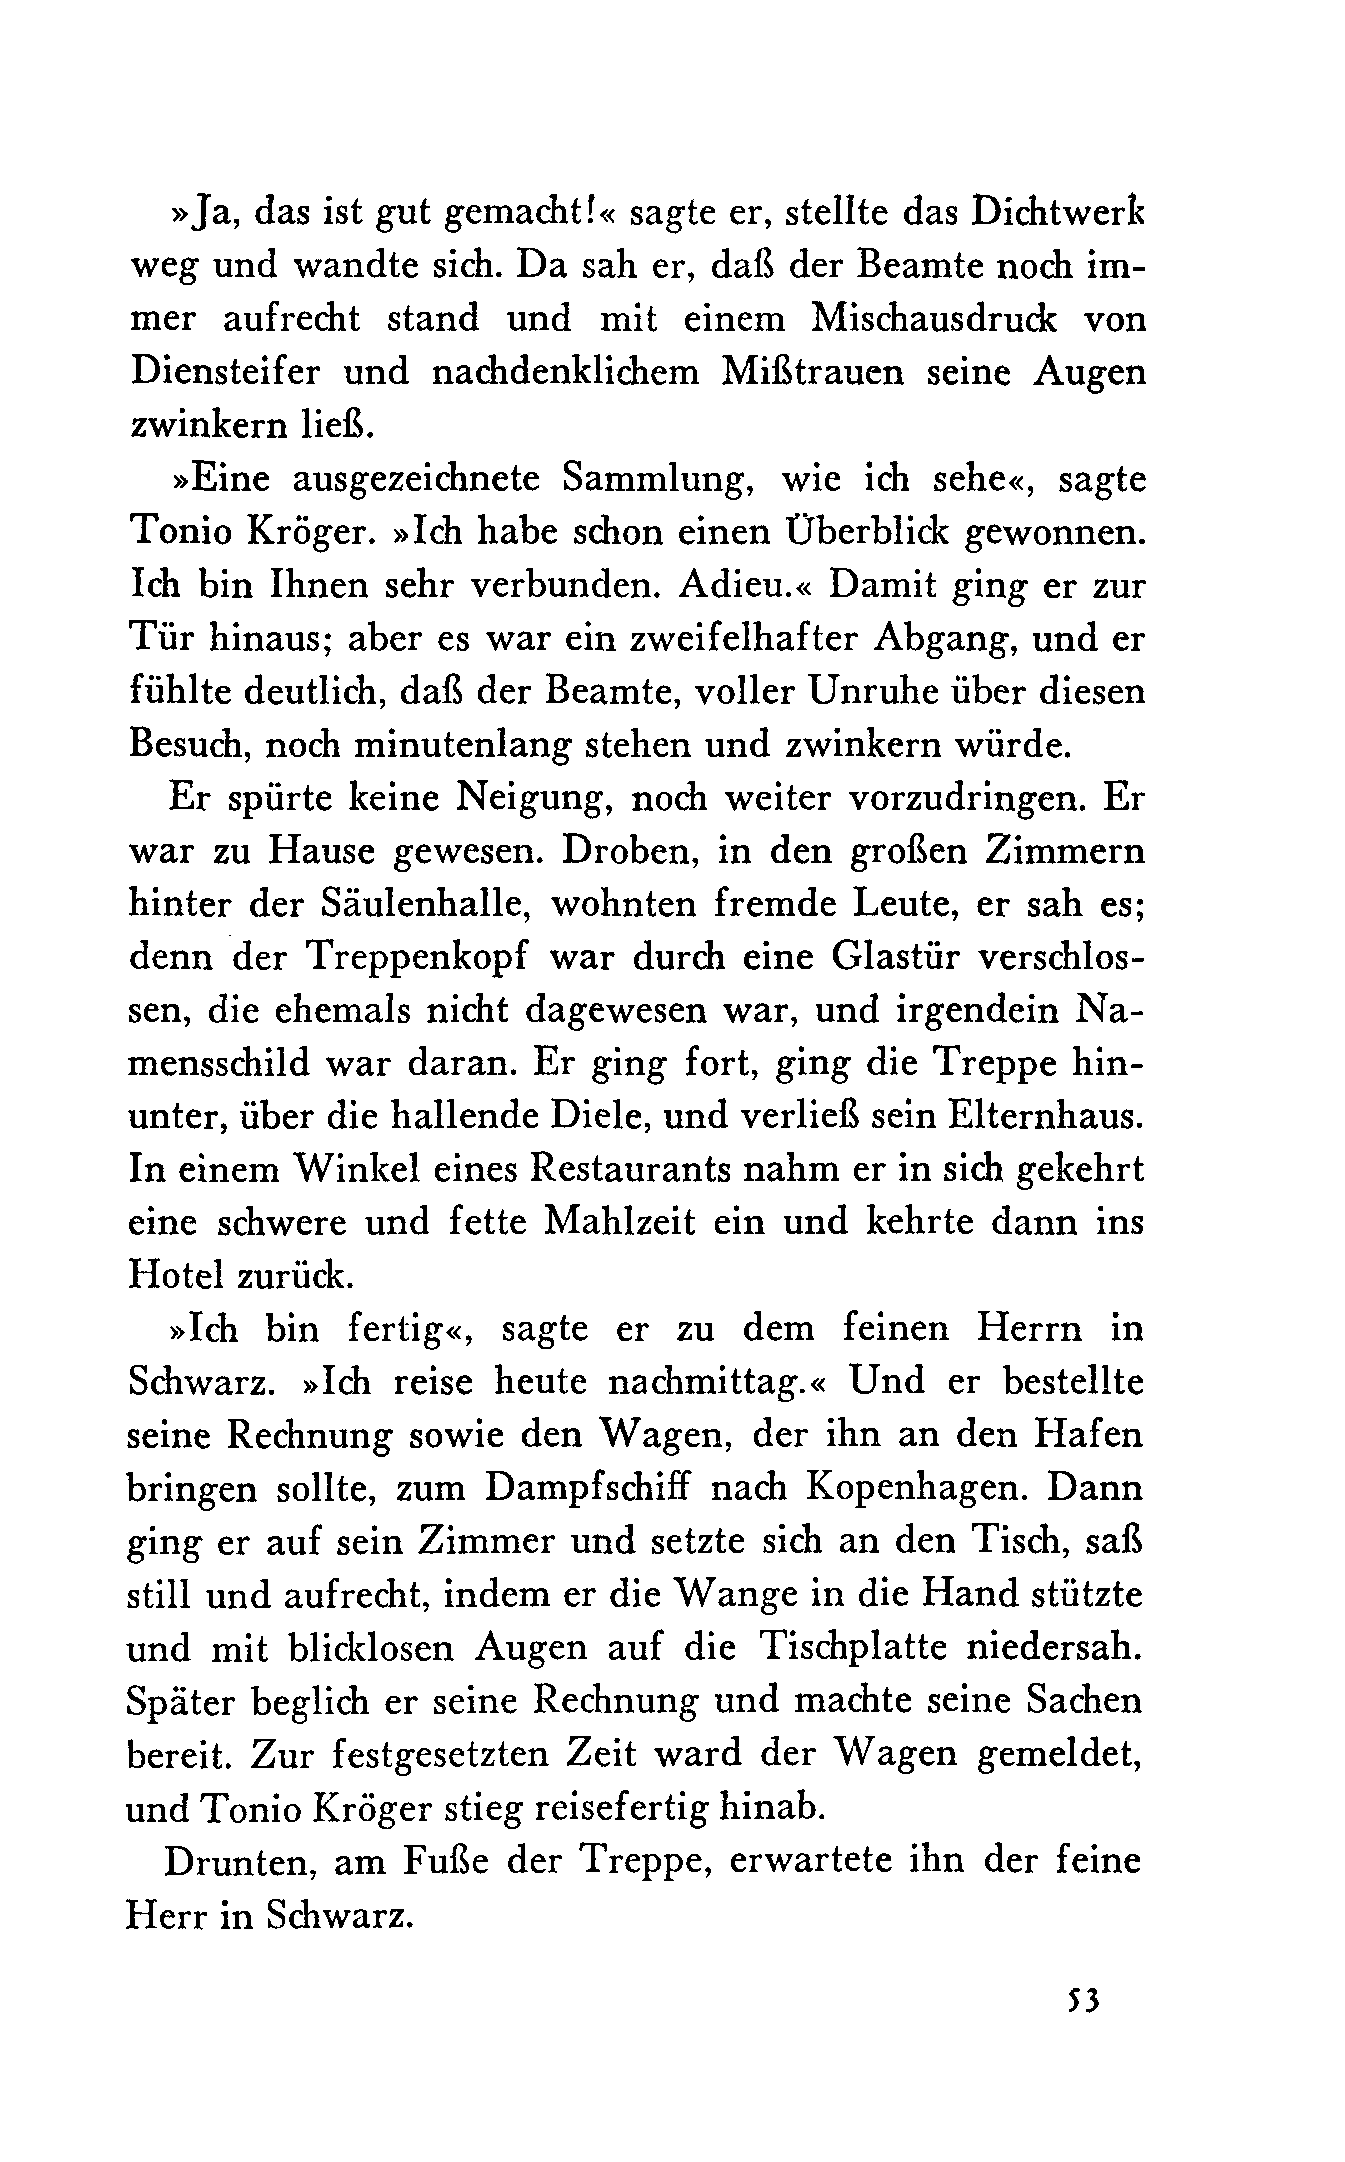 »Ja, das ist gut gemacht!« sagte er, stellte das Dichtwerk
weg und wandte sich. Da sah er, daß der Beamte noch im-
mer aufrecht stand und mit einem Mischausdruck von
Diensteifer und nachdenklichem Mißtrauen seine Augen
zwinkern ließ.
»Eine ausgezeichnete Sammlung, wie ich sehe«, sagte
Tonio Kröger. »Ich habe schon einen Überblick gewonnen.
Ich bin Ihnen sehr verbunden. Adieu.« Damit ging er zur
Tür hinaus; aber es war ein zweifelhafter Abgang, und er
fühlte deutlich, daß der Beamte, voller Unruhe über diesen
Besuch, noch minutenlang stehen und zwinkern würde.
Er spürte keine Neigung, noch weiter vorzudringen. Er
war zu Hause gewesen. Droben, in den großen Zimmern
hinter der Säulenhalle, wohnten fremde Leute, er sah es;
denn der Treppenkopf war durch eine Glastür verschlos-
sen, die ehemals nicht dagewesen war, und irgendein Na-
mensschild war daran. Er ging fort, ging die Treppe hin-
unter, über die hallende Diele, und verließ sein Elternhaus.
In einem Winkel eines Restaurants nahm er in sich gekehrt
eine schwere und fette Mahlzeit ein und kehrte dann ins
Hotel zurück.
»Ich bin fertig«, sagte er zu dem feinen Herrn in
Schwarz. »Ich reise heute nachmittag.« Und er bestellte
seine Rechnung sowie den Wagen, der ihn an den Hafen
bringen sollte, zum Dampfschiff nach Kopenhagen. Dann
ging er auf sein Zimmer und setzte sich an den Tisch, saß
still und aufrecht, indem er die Wange in die Hand stützte
und mit blicklosen Augen auf die Tischplatte niedersah.
Später beglich er seine Rechnung und machte seine Sachen
bereit. Zur festgesetzten Zeit ward der Wagen gemeldet,
und Tonio Kröger stieg reisefertig hinab.
Drunten, am Fuße der Treppe, erwartete ihn der feine
Herr in Schwarz.
53